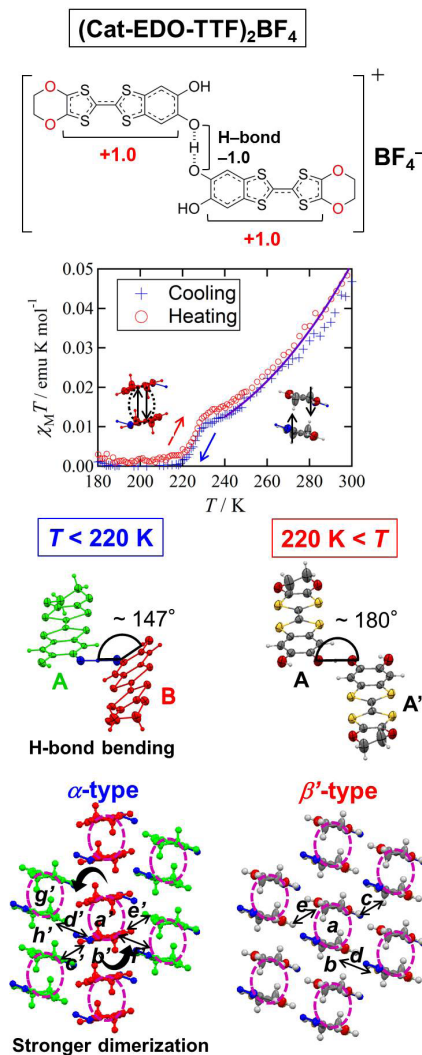 (Cat-EDO-TTF)₂BF₄
O
O
S
S
S
S
OH
O
H
O
H–bond
–1.0
+1.0
+
BF₄⁻
HO
S
S
S
S
O
O
+1.0
0.05
0.04
0.03
0.02
0.01
0.00
χ_M T / emu K mol⁻¹
Cooling
Heating
180 200 220 240 260 280 300
T / K
T < 220 K
220 K < T
~ 147°
~ 180°
A
B
A
A'
H-bond bending
α-type
β'-type
g'
h'
d'
a'
e'
c'
b'
f'
e
c
a
b
d
Stronger dimerization